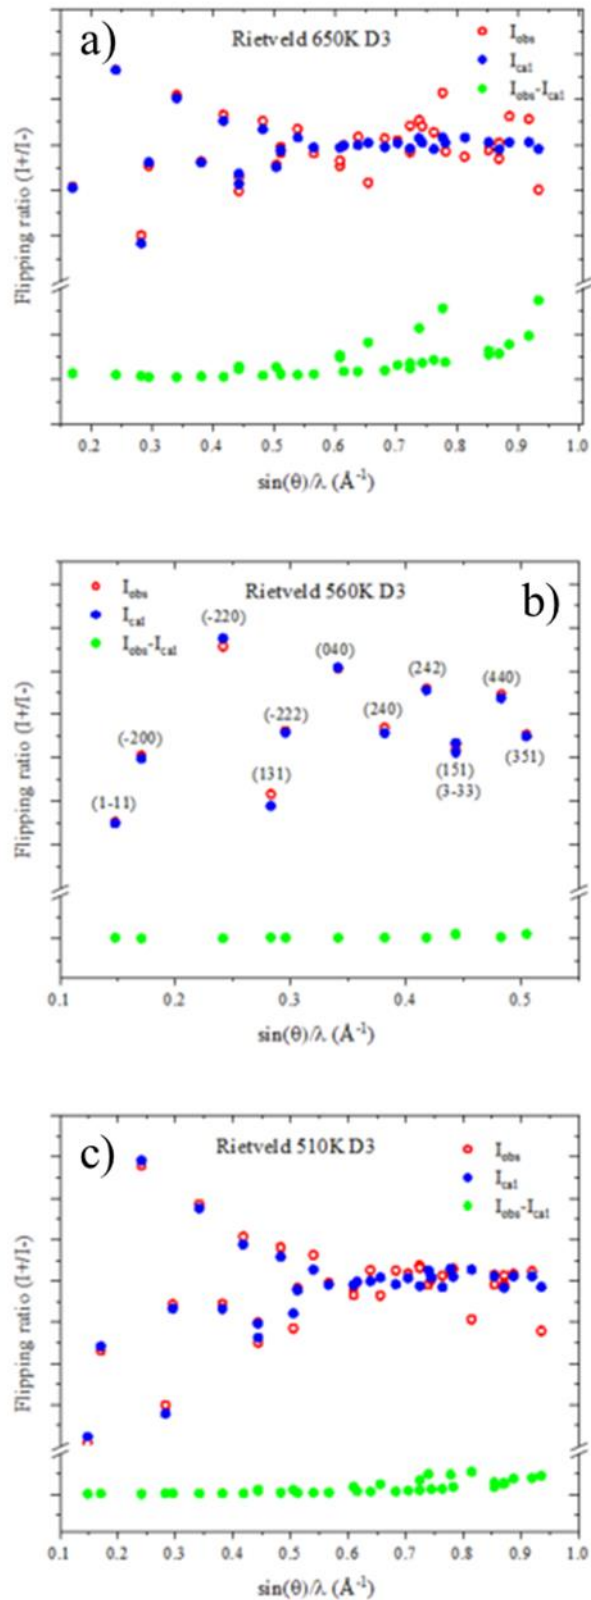 a)
Rietveld 650K D3
Iobs
Ical
Iobs-Ical
Flipping ratio (I+/I-)
0.2 0.3 0.4 0.5 0.6 0.7 0.8 0.9 1.0
sin(θ)/λ (Å-1)
Iobs
Ical
Iobs-Ical
Rietveld 560K D3
b)
(-220)
(040)
(242)
(440)
(-200)
(-222)
(240)
(131)
(351)
(1-11)
(151)
(3-33)
Flipping ratio (I+/I-)
0.1 0.2 0.3 0.4 0.5
sin(θ)/λ (Å-1)
c)
Rietveld 510K D3
Iobs
Ical
Iobs-Ical
Flipping ratio (I+/I-)
0.1 0.2 0.3 0.4 0.5 0.6 0.7 0.8 0.9 1.0
sin(θ)/λ (Å-1)